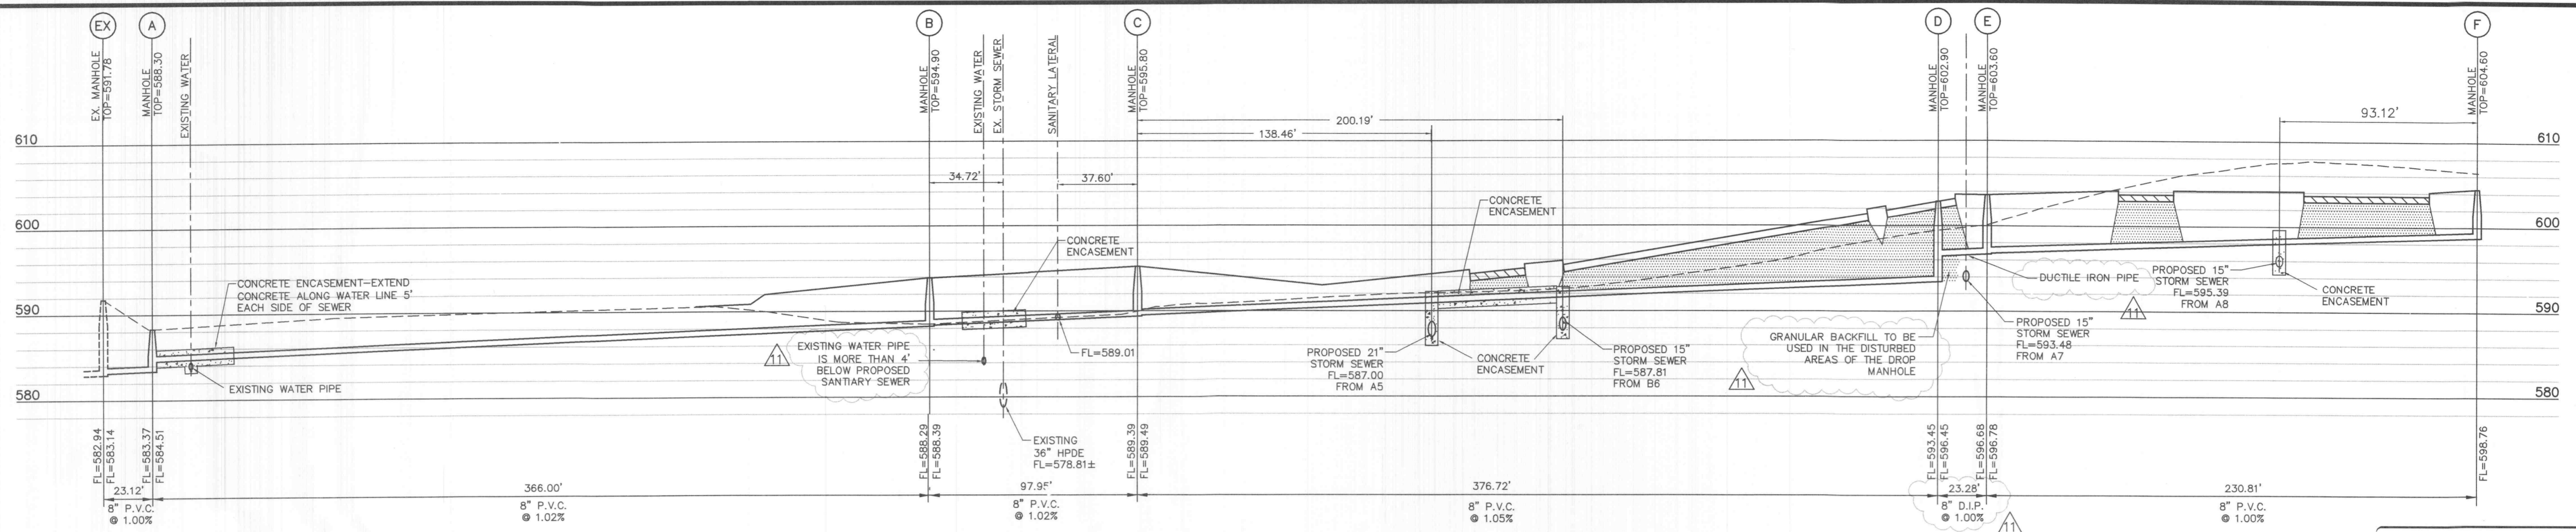 EX
A
B
C
D
E
F
EX. MANHOLE
TOP=591.78
MANHOLE
TOP=588.30
EXISTING WATER
MANHOLE
TOP=594.90
EXISTING WATER
EX. STORM SEWER
SANITARY LATERAL
MANHOLE
TOP=595.80
MANHOLE
TOP=602.90
MANHOLE
TOP=603.60
MANHOLE
TOP=604.60
200.19'
138.46'
93.12'
610
610
34.72'
37.60'
CONCRETE
ENCASEMENT
600
600
CONCRETE
ENCASEMENT
CONCRETE ENCASEMENT-EXTEND
CONCRETE ALONG WATER LINE 5'
EACH SIDE OF SEWER
DUCTILE IRON PIPE
11
PROPOSED 15"
STORM SEWER
FL=595.39
FROM A8
CONCRETE
ENCASEMENT
590
590
EXISTING WATER PIPE
11
EXISTING WATER PIPE
IS MORE THAN 4'
BELOW PROPOSED
SANTIARY SEWER
FL=589.01
PROPOSED 21"
STORM SEWER
FL=587.00
FROM A5
CONCRETE
ENCASEMENT
PROPOSED 15"
STORM SEWER
FL=587.81
FROM B6
11
GRANULAR BACKFILL TO BE
USED IN THE DISTURBED
AREAS OF THE DROP
MANHOLE
PROPOSED 15"
STORM SEWER
FL=593.48
FROM A7
580
580
EXISTING
36" HPDE
FL=578.81±
FL=582.94
FL=583.14
FL=583.37
FL=584.51
FL=588.29
FL=588.39
FL=589.39
FL=589.49
FL=593.45
FL=596.45
FL=596.68
FL=596.78
FL=598.76
23.12'
8" P.V.C.
@ 1.00%
366.00'
8" P.V.C.
@ 1.02%
97.95'
8" P.V.C.
@ 1.02%
376.72'
8" P.V.C.
@ 1.05%
23.28'
8" D.I.P.
@ 1.00%
11
230.81'
8" P.V.C.
@ 1.00%